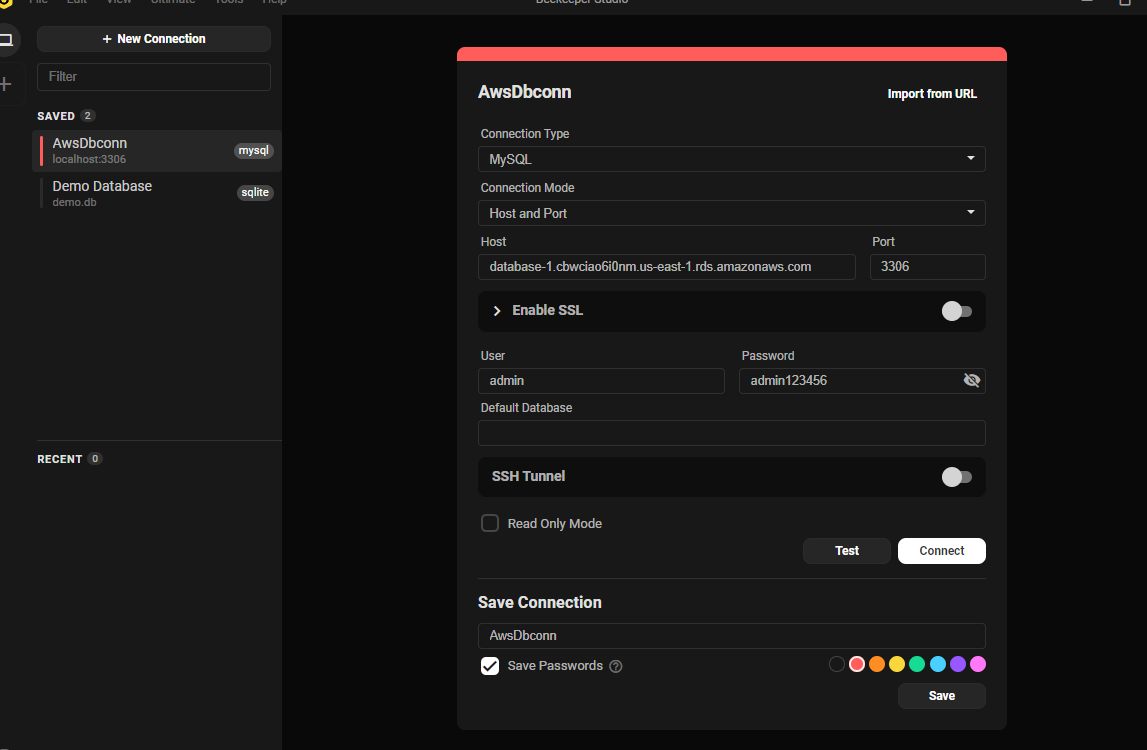 File Edit View Ultimate Tools Help
Beekeeper Studio
+ New Connection
Filter
SAVED 2
AwsDbconn
localhost:3306
mysql
Demo Database
demo.db
sqlite
RECENT 0
AwsDbconn
Import from URL
Connection Type
MySQL
Connection Mode
Host and Port
Host Port
database-1.cbwciao6i0nm.us-east-1.rds.amazonaws.com 3306
Enable SSL
User Password
admin admin123456
Default Database
SSH Tunnel
Read Only Mode
Test Connect
Save Connection
AwsDbconn
Save Passwords ?
Save